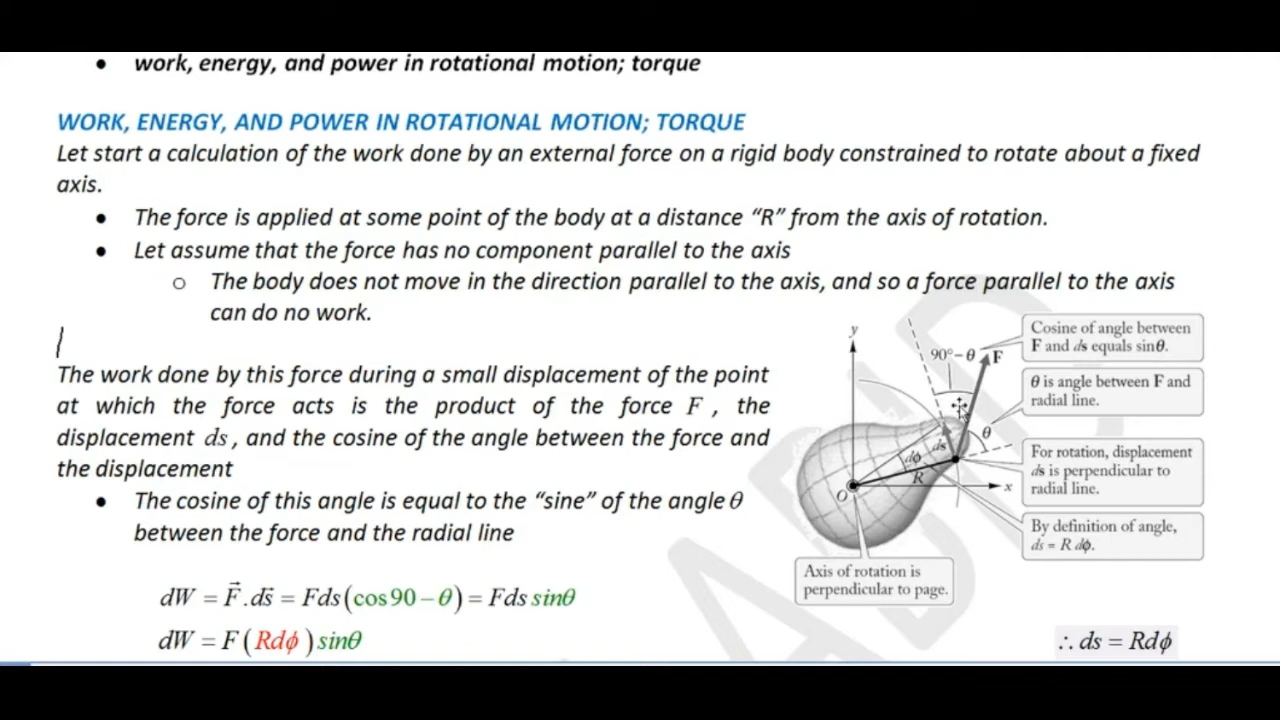 • work, energy, and power in rotational motion; torque
WORK, ENERGY, AND POWER IN ROTATIONAL MOTION; TORQUE
Let start a calculation of the work done by an external force on a rigid body constrained to rotate about a fixed
axis.
• The force is applied at some point of the body at a distance “R” from the axis of rotation.
• Let assume that the force has no component parallel to the axis
o The body does not move in the direction parallel to the axis, and so a force parallel to the axis
can do no work.
The work done by this force during a small displacement of the point
at which the force acts is the product of the force F , the
displacement ds, and the cosine of the angle between the force and
the displacement
• The cosine of this angle is equal to the “sine” of the angle θ
between the force and the radial line
dW = F⃗ .ds⃗ = Fds(cos90 – θ) = Fds sinθ
dW = F(Rdϕ)sinθ
y
90°–θ
F
θ
ds
dϕ
R
O
x
Cosine of angle between
F and ds equals sinθ.
θ is angle between F and
radial line.
For rotation, displacement
ds is perpendicular to
radial line.
By definition of angle,
ds = R dϕ.
Axis of rotation is
perpendicular to page.
∴ ds = Rdϕ